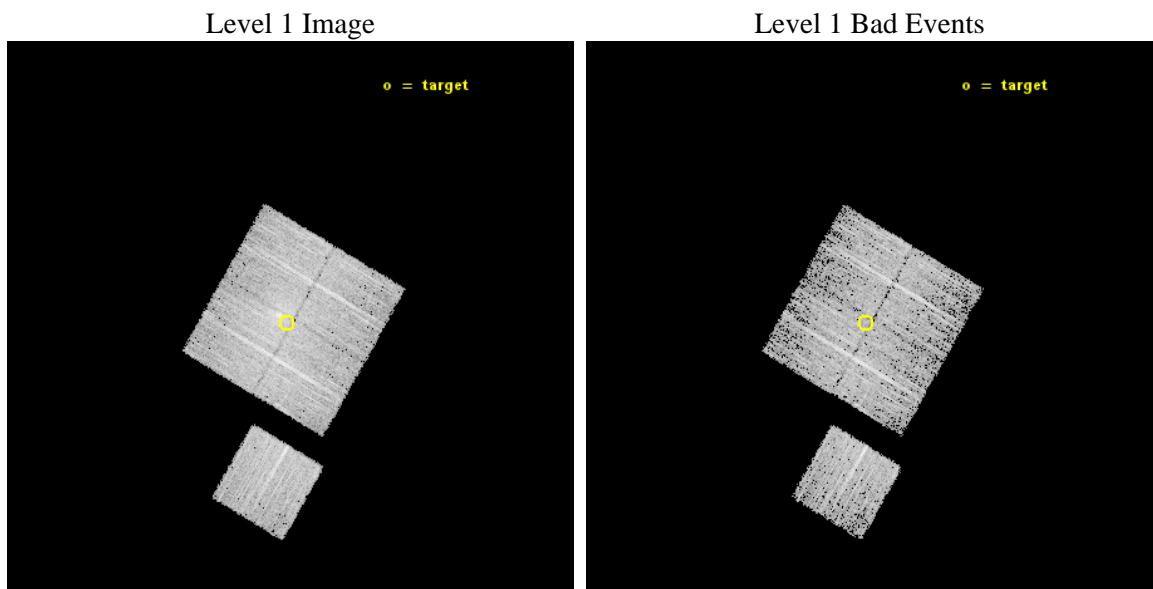 Level 1 Image
Level 1 Bad Events
o = target
o = target